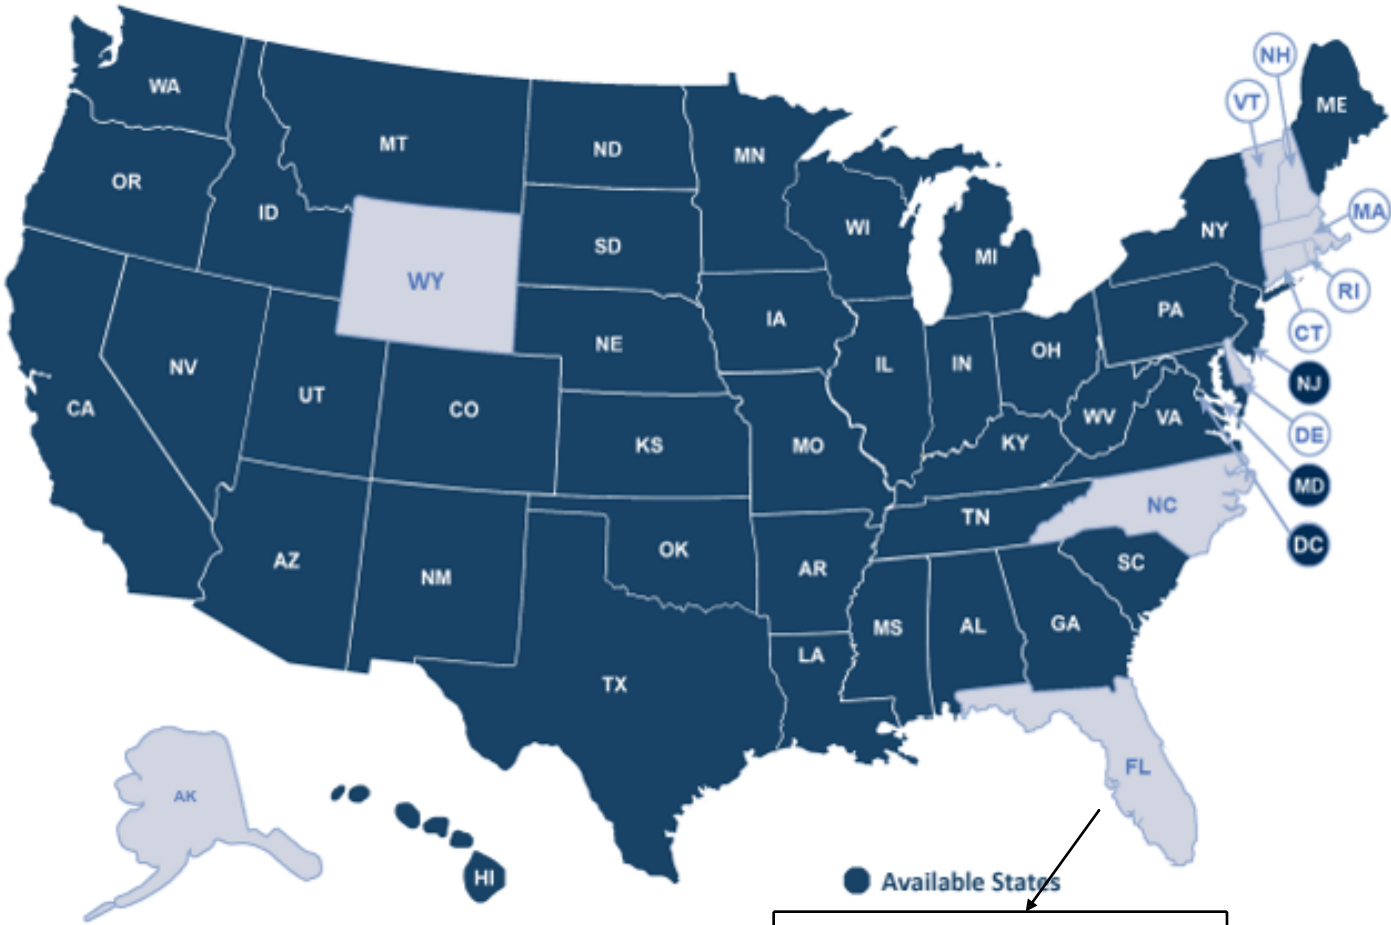 NH
VT
ME
WA
MT
ND
MN
OR
ID
WI
MA
NY
SD
MI
WY
RI
PA
IA
CT
NE
OH
NV
IL
IN
NJ
UT
CA
CO
WV
VA
DE
KS
MO
KY
MD
NC
TN
DC
OK
AZ
SC
AR
NM
MS
AL
GA
LA
TX
FL
AK
HI
Available States